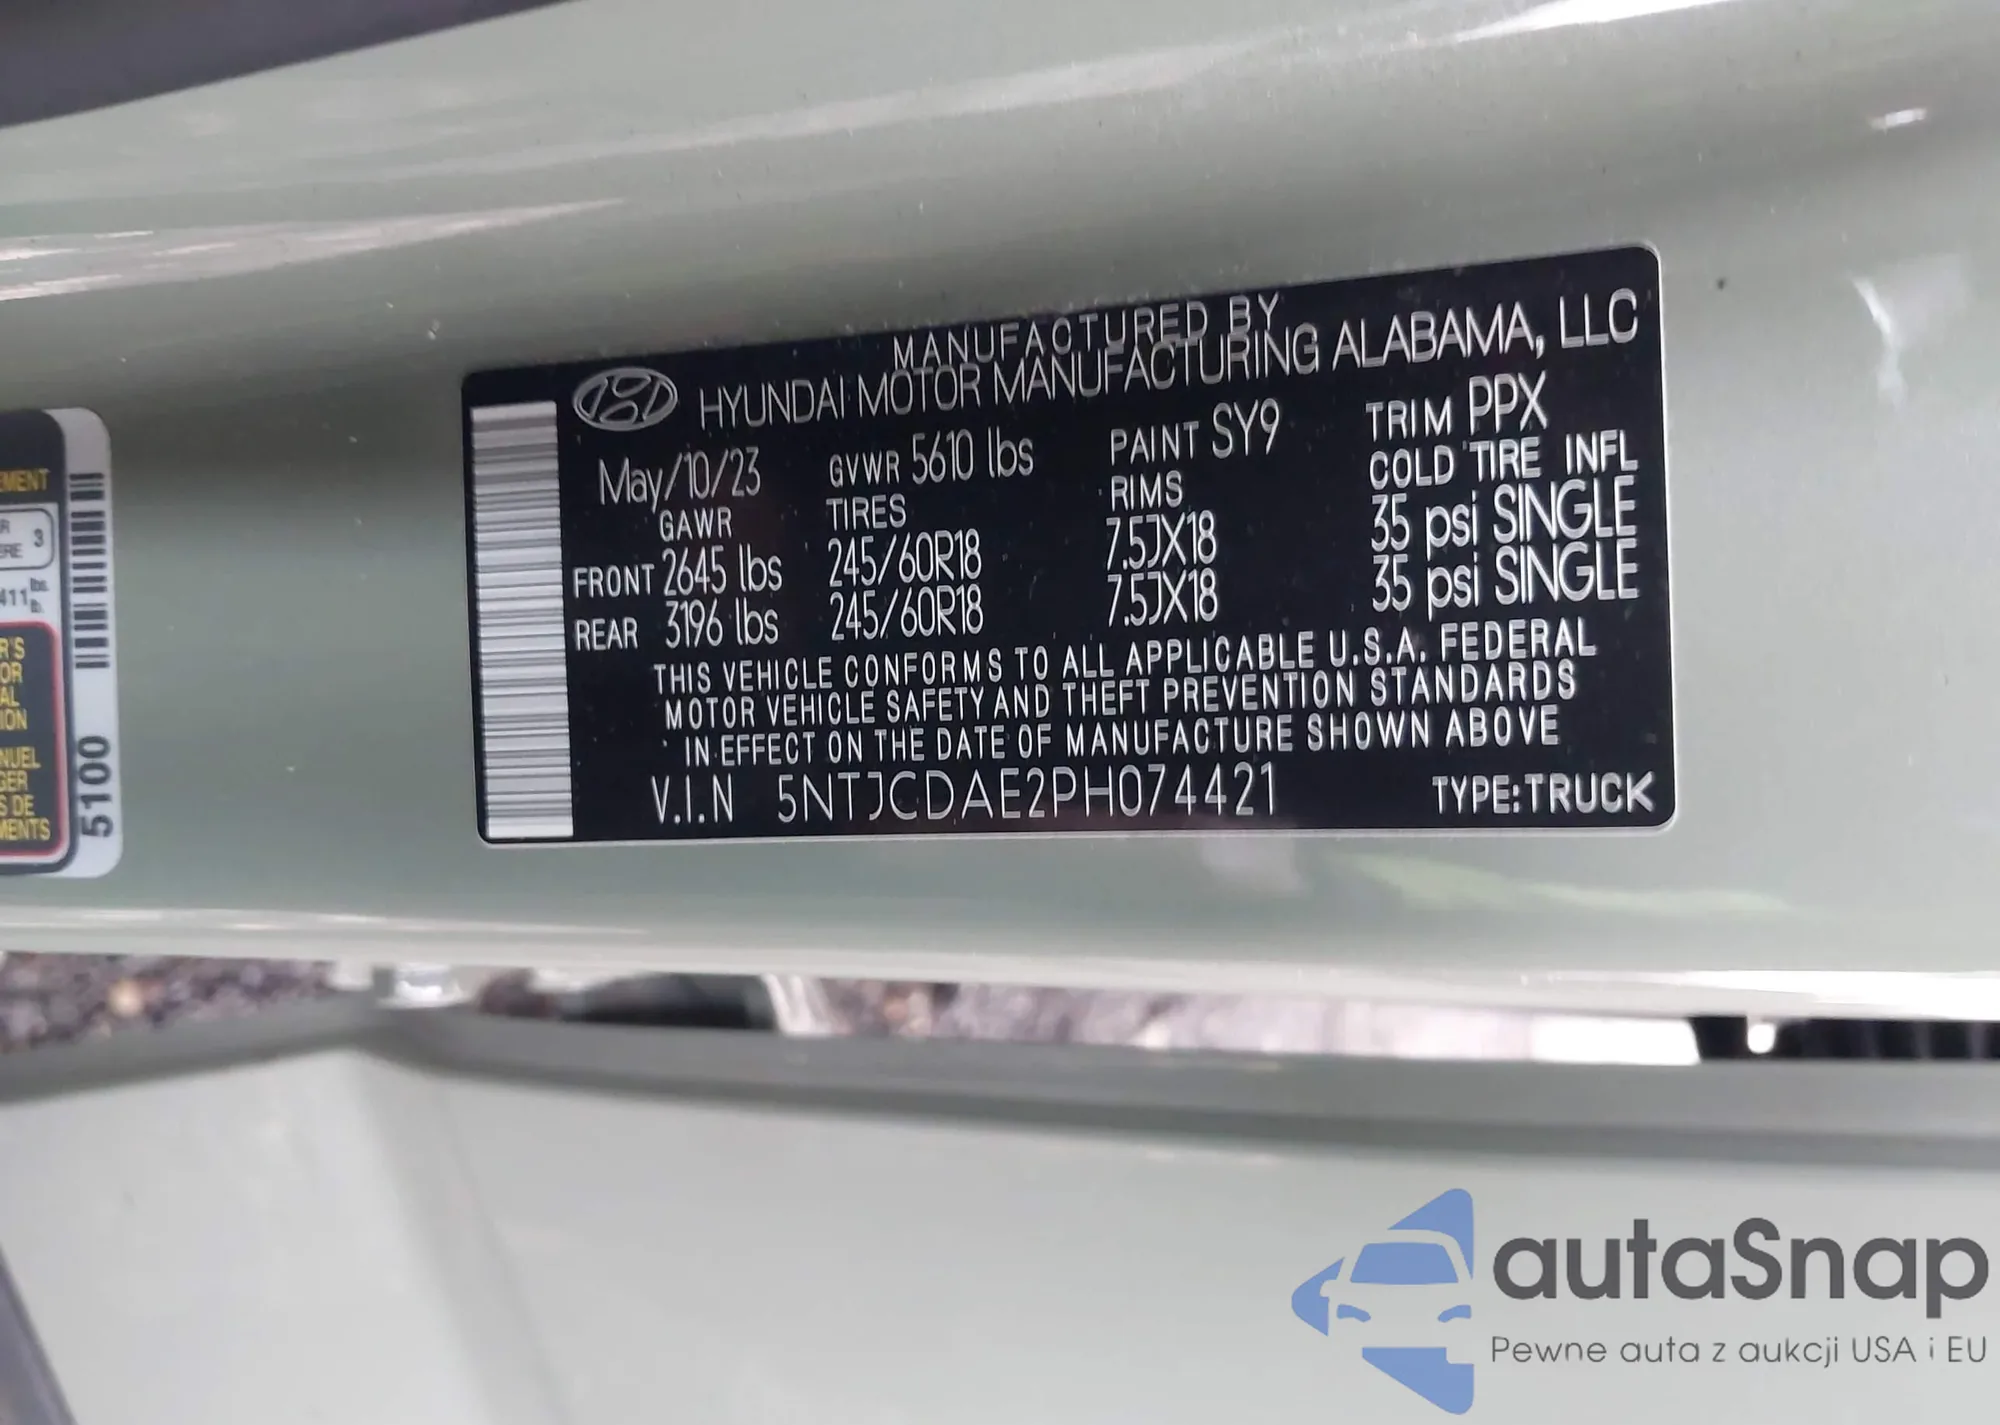 MANUFACTURED BY
HYUNDAI MOTOR MANUFACTURING ALABAMA, LLC
May/10/23 GVWR 5610 lbs PAINT SY9 TRIM PPX
GAWR TIRES RIMS COLD TIRE INFL
FRONT 2645 lbs 245/60R18 7.5JX18 35 psi SINGLE
REAR 3196 lbs 245/60R18 7.5JX18 35 psi SINGLE
THIS VEHICLE CONFORMS TO ALL APPLICABLE U.S.A. FEDERAL
MOTOR VEHICLE SAFETY AND THEFT PREVENTION STANDARDS
IN EFFECT ON THE DATE OF MANUFACTURE SHOWN ABOVE
V.I.N 5NTJCDAE2PH074421 TYPE:TRUCK
3
411 lbs.
5100
autaSnap
Pewne auta z aukcji USA i EU